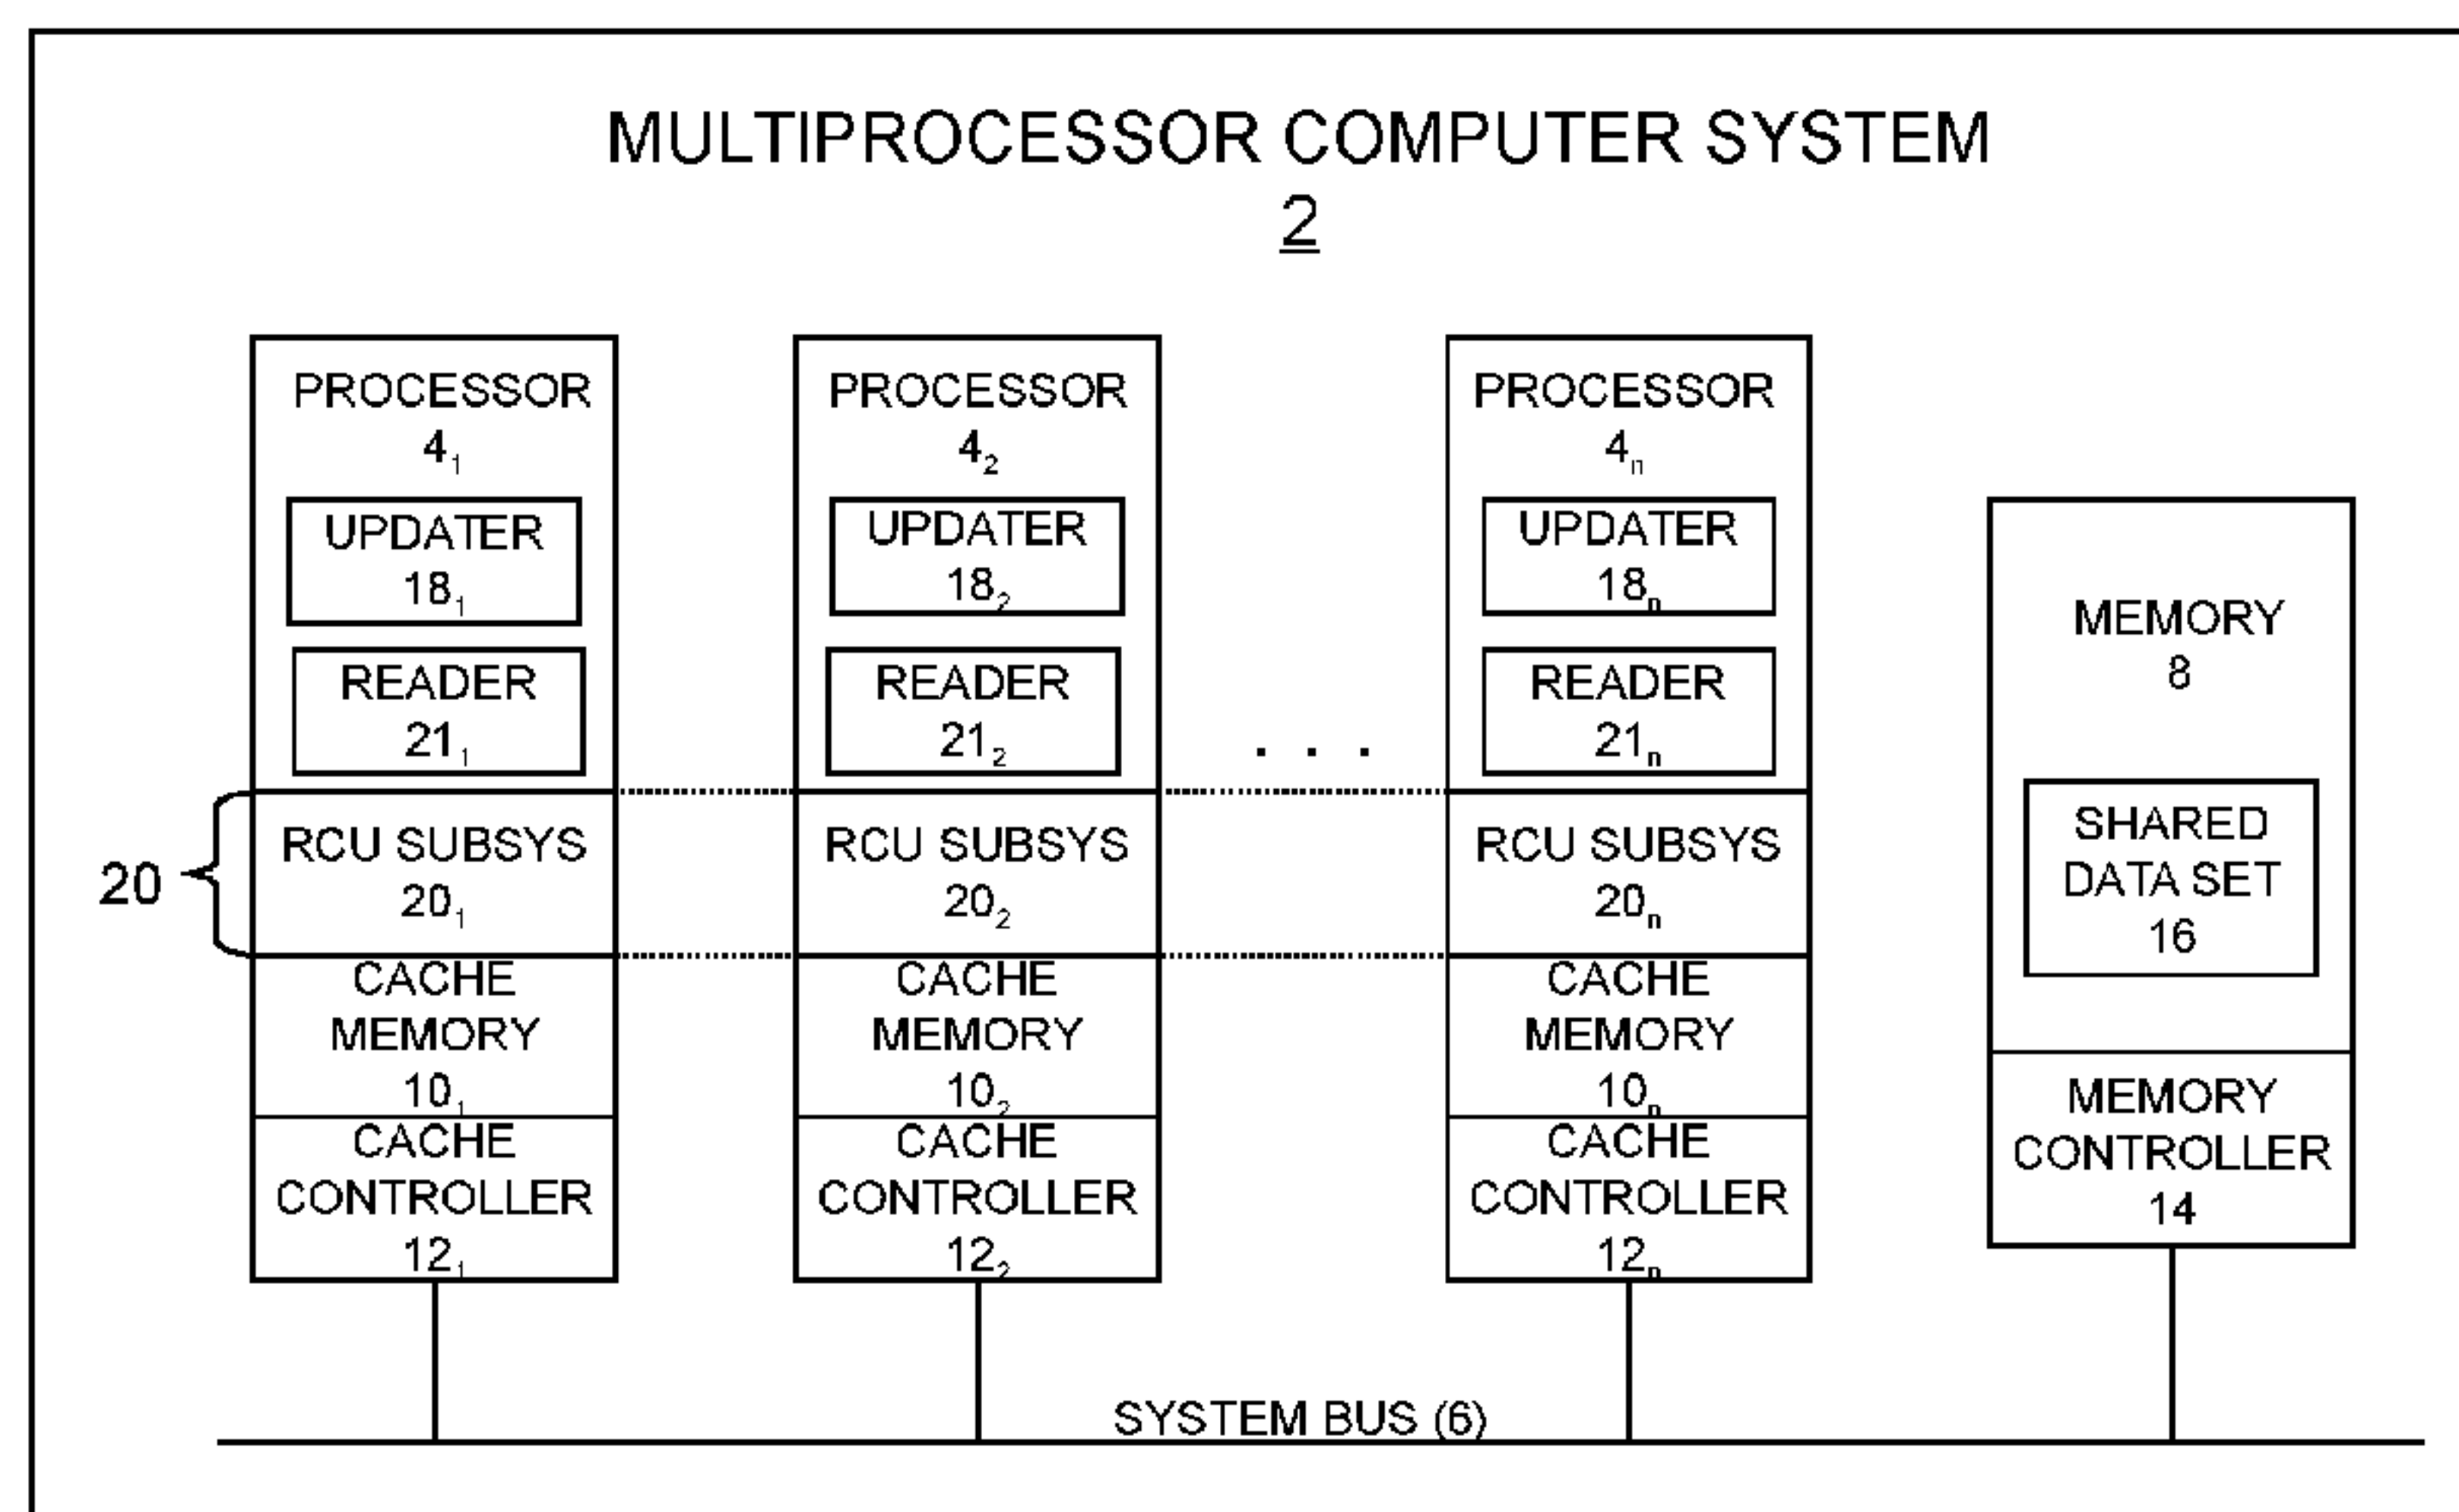 MULTIPROCESSOR COMPUTER SYSTEM
2
PROCESSOR
4₁
UPDATER
18₁
READER
21₁
RCU SUBSYS
20₁
CACHE
MEMORY
10₁
CACHE
CONTROLLER
12₁
20
PROCESSOR
4₂
UPDATER
18₂
READER
21₂
RCU SUBSYS
20₂
CACHE
MEMORY
10₂
CACHE
CONTROLLER
12₂
. . .
PROCESSOR
4ₙ
UPDATER
18ₙ
READER
21ₙ
RCU SUBSYS
20ₙ
CACHE
MEMORY
10ₙ
CACHE
CONTROLLER
12ₙ
MEMORY
8
SHARED
DATA SET
16
MEMORY
CONTROLLER
14
SYSTEM BUS (6)